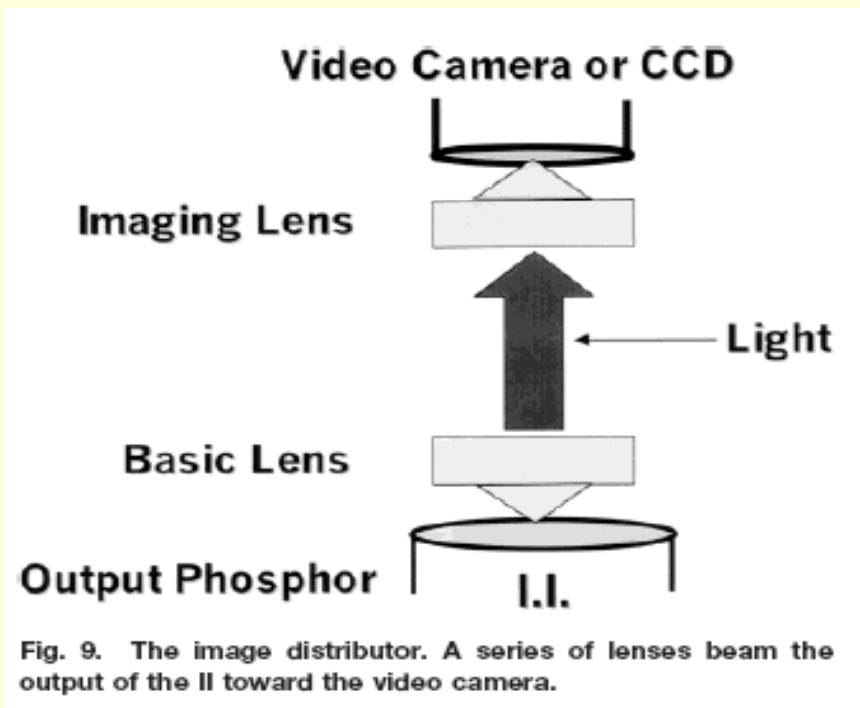 Video Camera or CCD
Imaging Lens
Light
Basic Lens
Output Phosphor
I.I.
Fig. 9. The image distributor. A series of lenses beam the
output of the II toward the video camera.